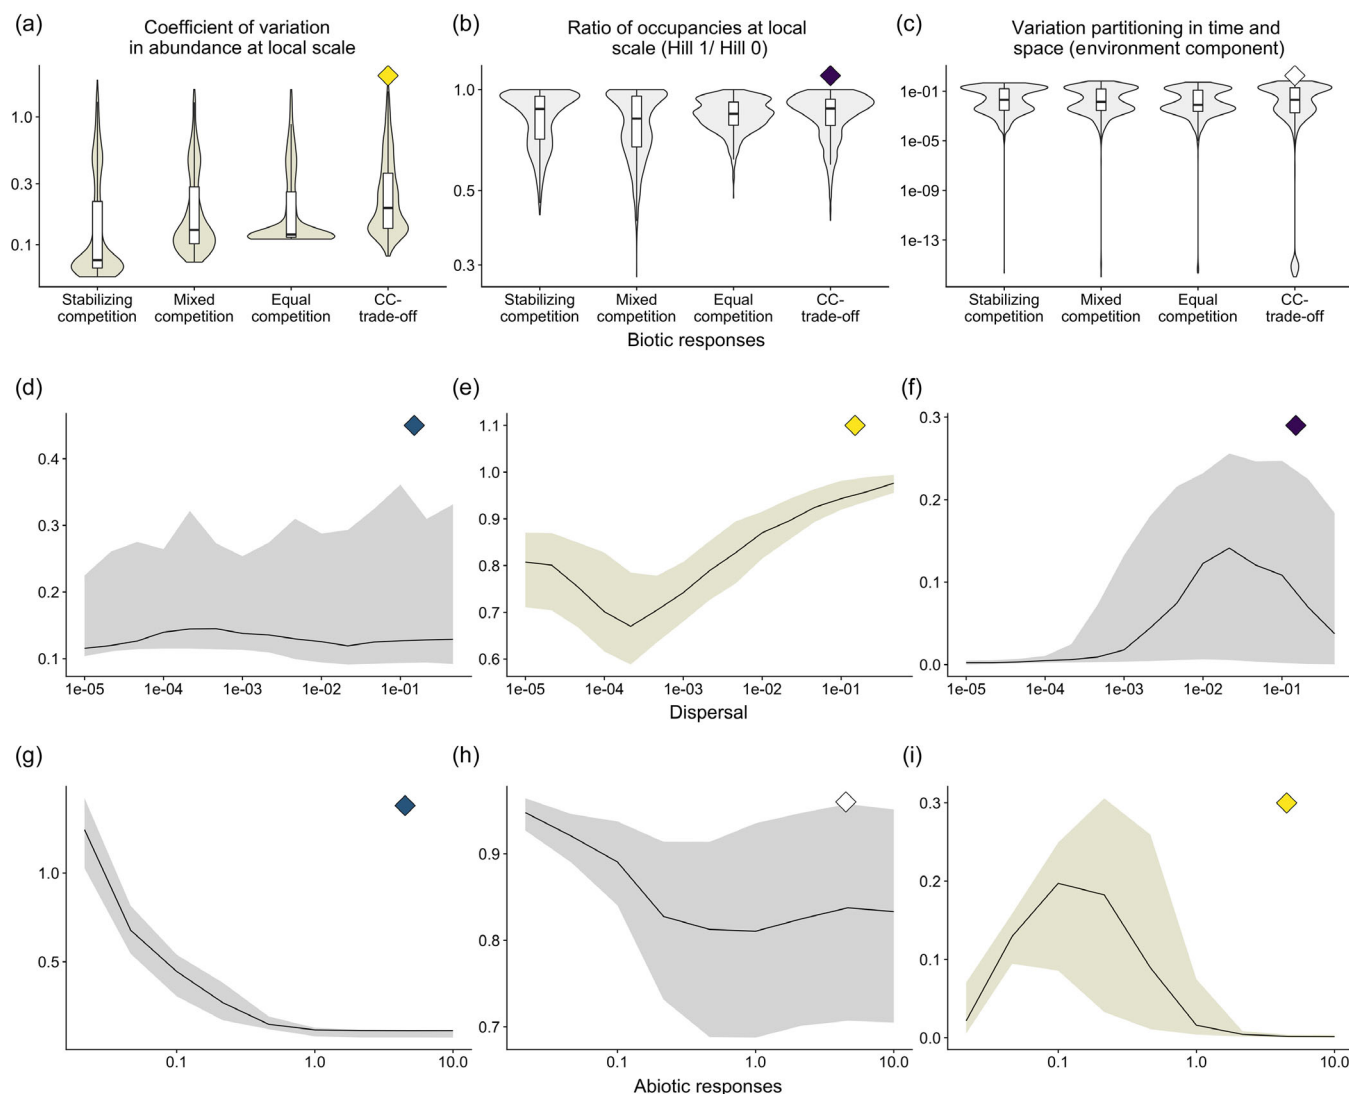 (a)
Coefficient of variation
in abundance at local scale
(b)
Ratio of occupancies at local
scale (Hill 1/ Hill 0)
(c)
Variation partitioning in time and
space (environment component)
1.0
0.3
0.1
Stabilizing
competition
Mixed
competition
Equal
competition
CC-
trade-off
1.0
0.5
0.3
Stabilizing
competition
Mixed
competition
Equal
competition
CC-
trade-off
1e-01
1e-05
1e-09
1e-13
Stabilizing
competition
Mixed
competition
Equal
competition
CC-
trade-off
Biotic responses
(d)
0.4
0.3
0.2
0.1
1e-05 1e-04 1e-03 1e-02 1e-01
(e)
1.1
1.0
0.9
0.8
0.7
0.6
1e-05 1e-04 1e-03 1e-02 1e-01
(f)
0.3
0.2
0.1
0.0
1e-05 1e-04 1e-03 1e-02 1e-01
Dispersal
(g)
1.0
0.5
0.1 1.0 10.0
(h)
0.9
0.8
0.7
0.1 1.0 10.0
(i)
0.3
0.2
0.1
0.0
0.1 1.0 10.0
Abiotic responses